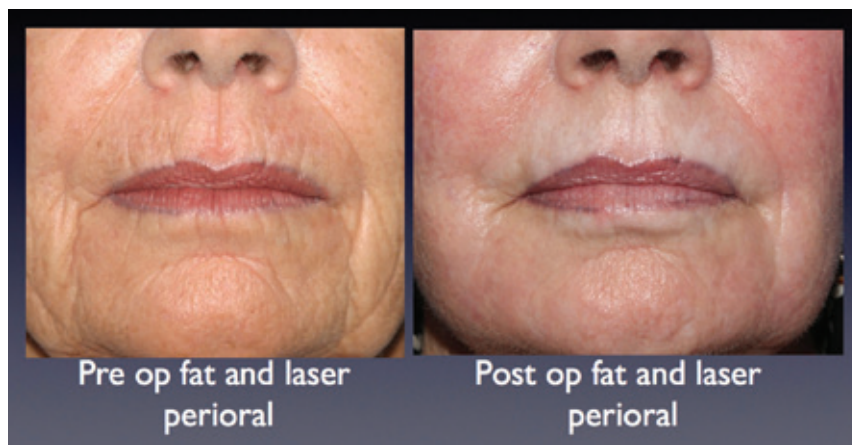 Pre op fat and laser
perioral
Post op fat and laser
perioral